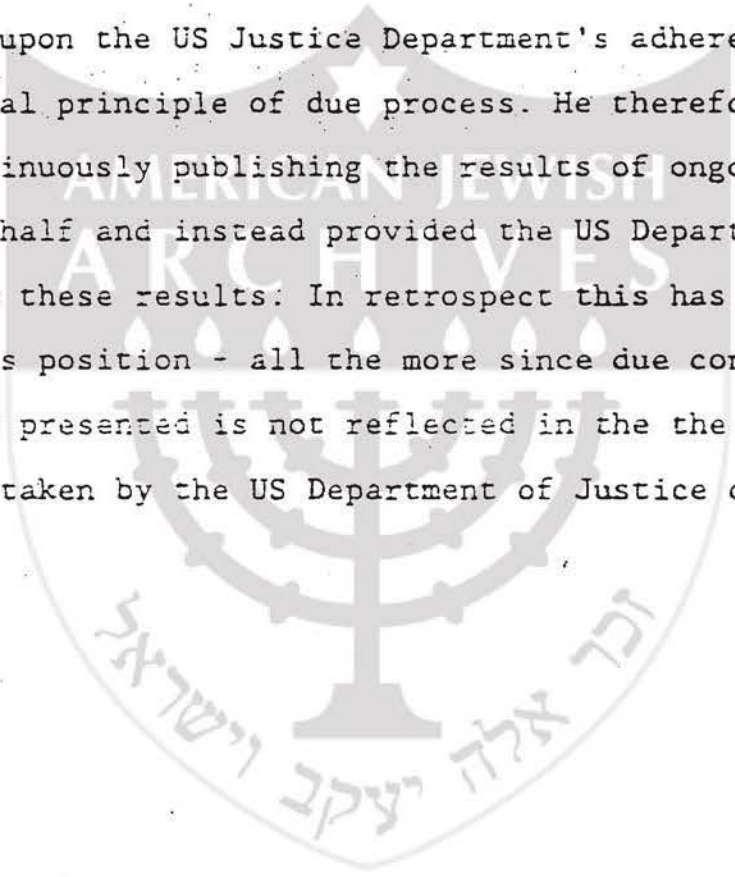 upon the US Justice Department's adhere
al principle of due process. He therefo
inuously publishing the results of ongo
AMERICAN JEWISH
half and instead provided the US Depart
ARCHIVES
these results. In retrospect this has
s position - all the more since due con
presented is not reflected in the the
taken by the US Department of Justice
זכר אלה יעקב וישראל